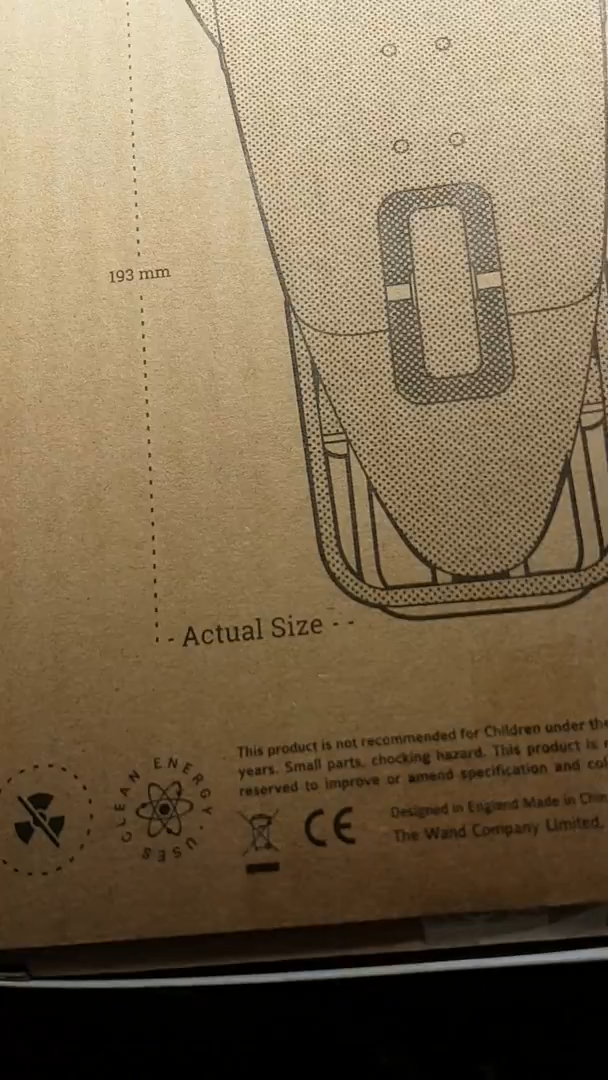 193 mm
Actual Size
USES CLEAN ENERGY
This product is not recommended for Children under the
years. Small parts, chocking hazard. This product is
reserved to improve or amend specification and
CE
Designed in England Made in
The Wand Company Limited,